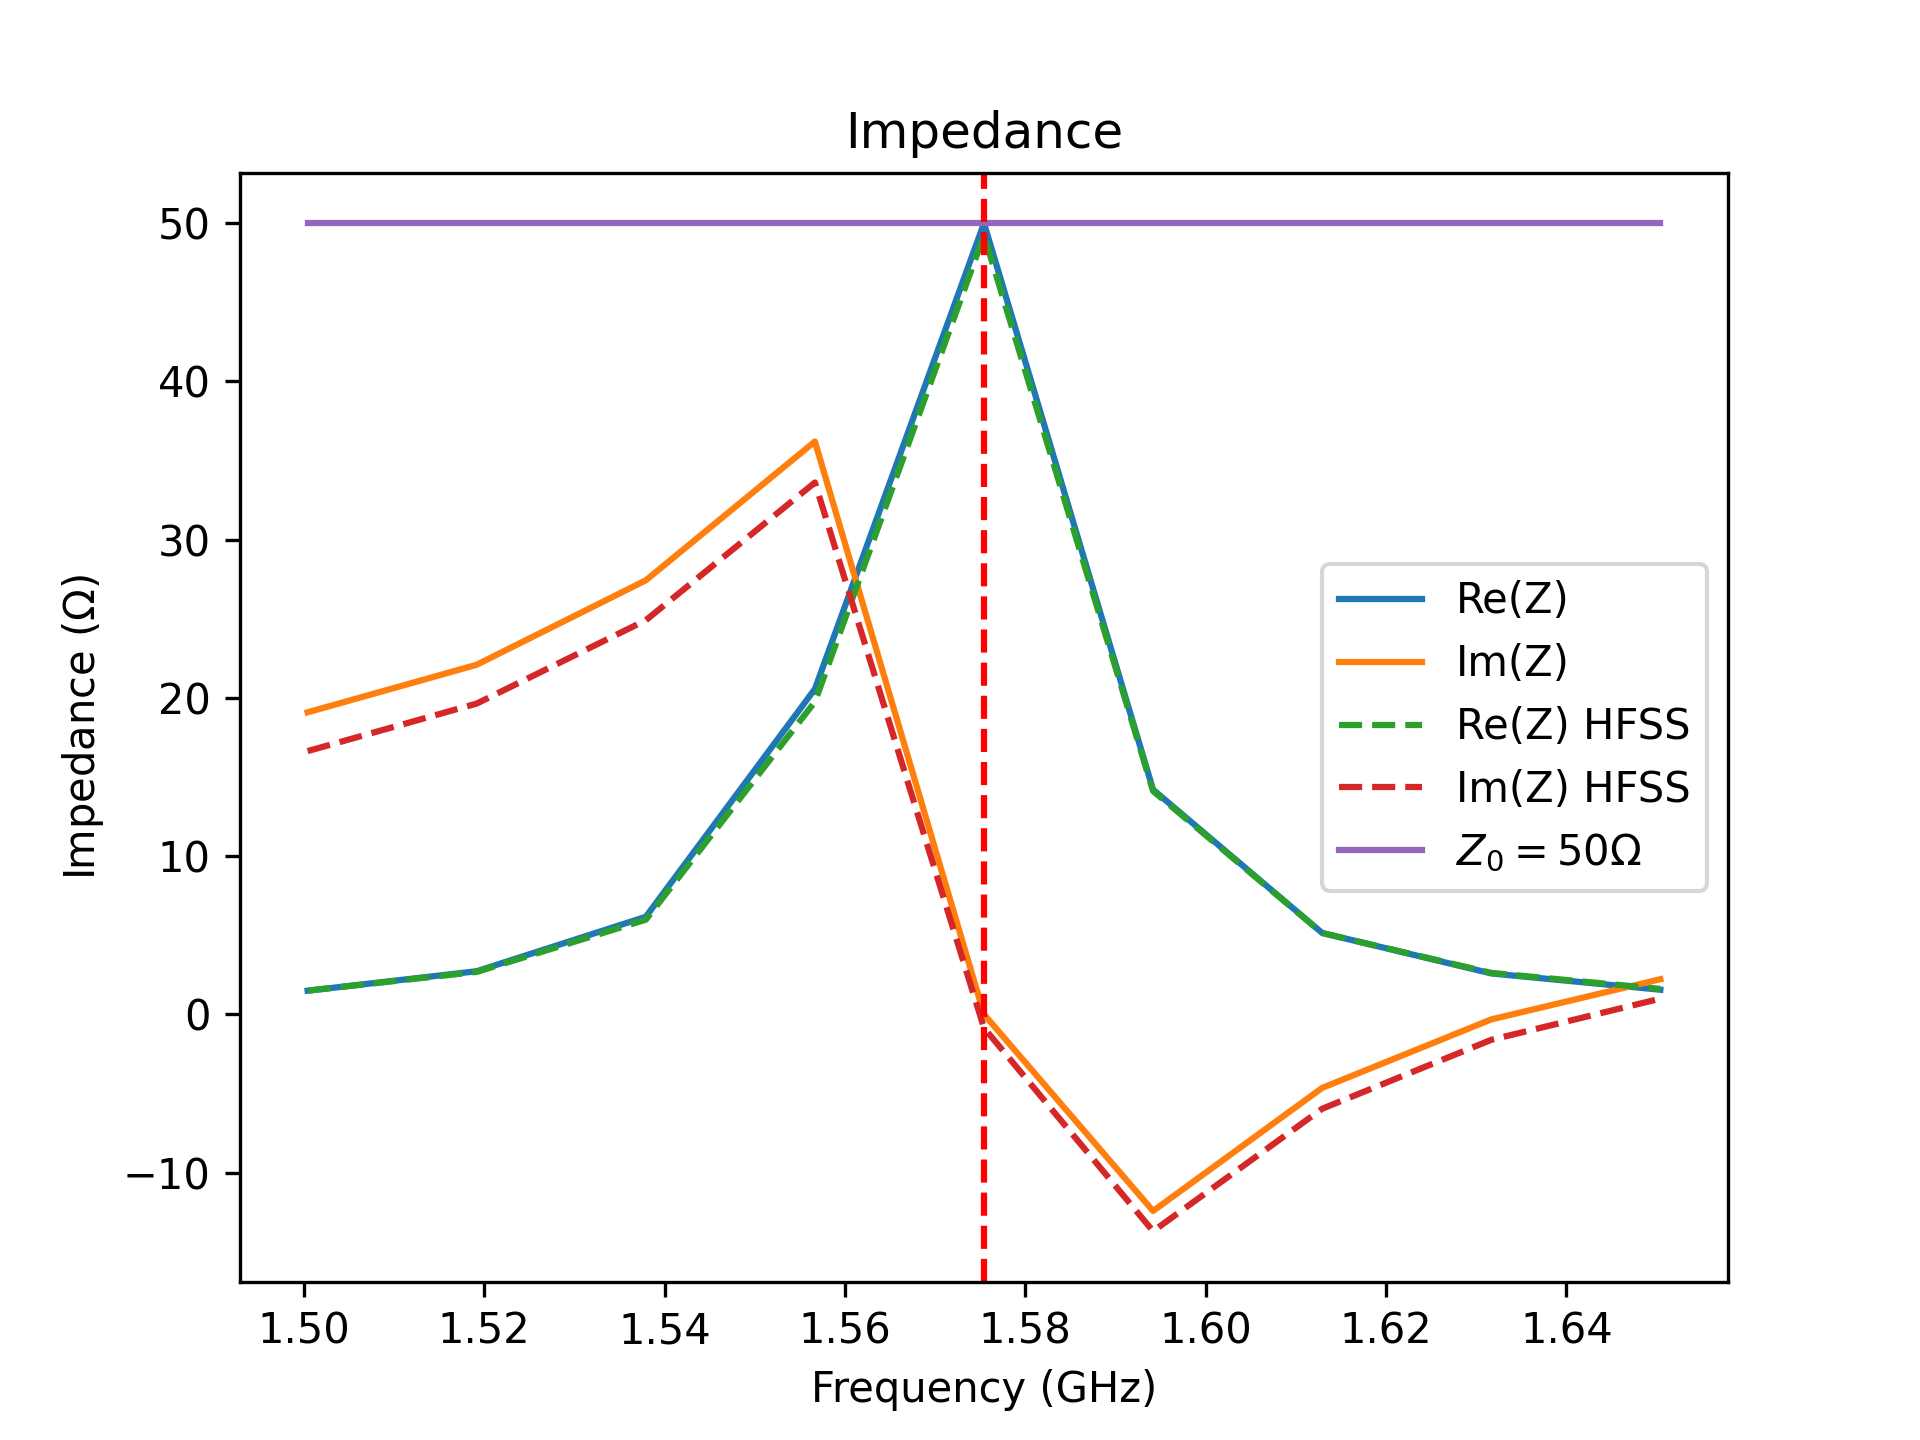 Impedance
50
40
30
20
10
0
−10
Impedance (Ω)
Re(Z)
Im(Z)
Re(Z) HFSS
Im(Z) HFSS
Z₀ = 50Ω
1.50 1.52 1.54 1.56 1.58 1.60 1.62 1.64
Frequency (GHz)